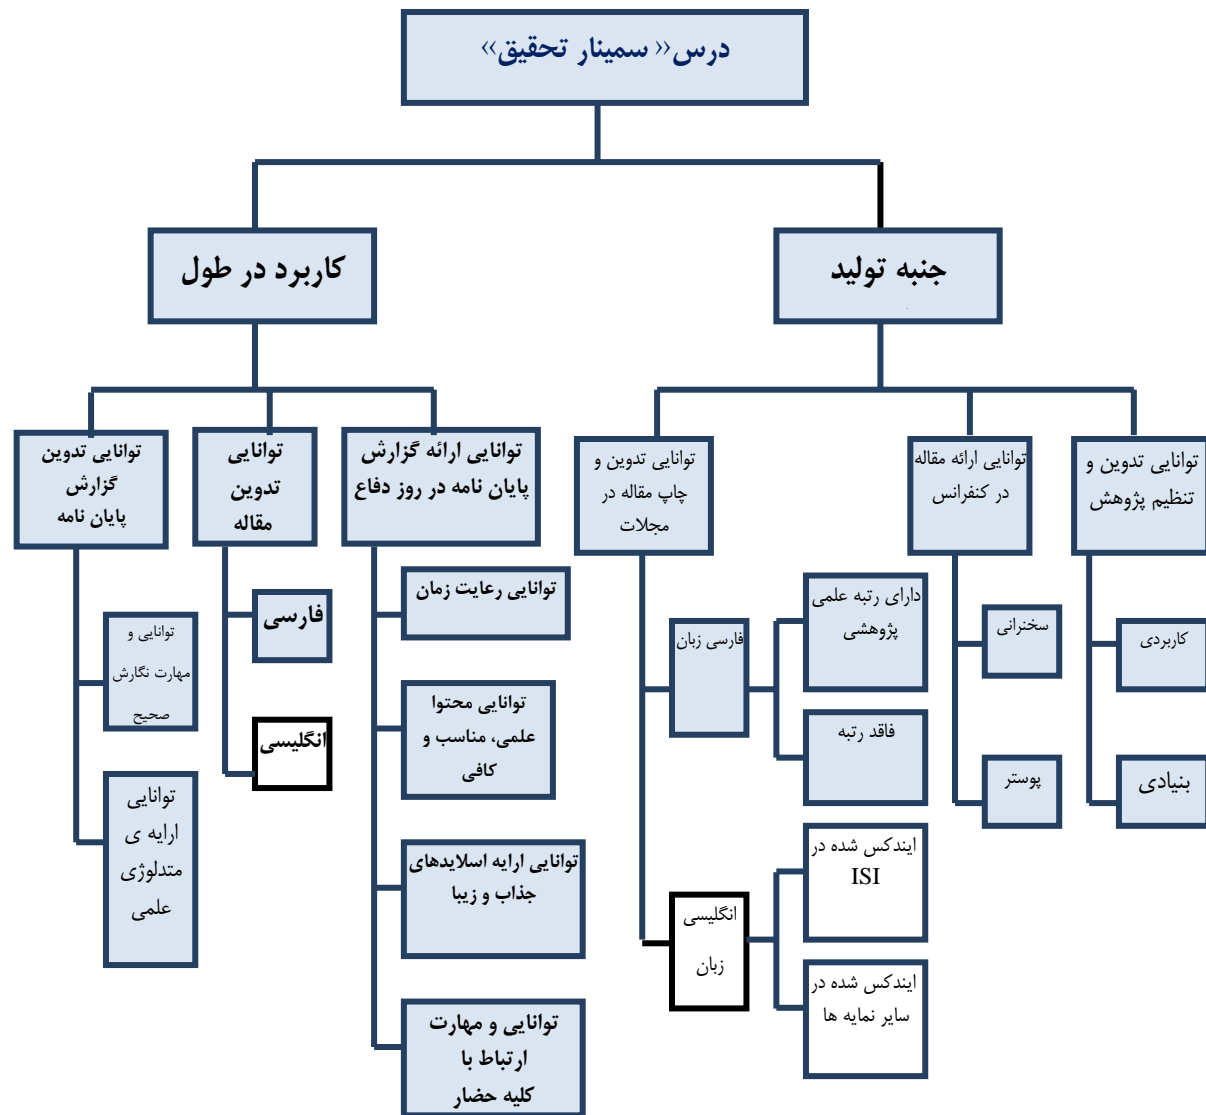 درس« سمینار تحقیق»
جنبه تولید
کاربرد در طول
توانایی تدوین و
تنظیم پژوهش
توانایی ارائه مقاله
در کنفرانس
توانایی تدوین و
چاپ مقاله در
مجلات
توانایی ارائه گزارش
پایان نامه در روز دفاع
توانایی
تدوین
مقاله
توانایی تدوین
گزارش
پایان نامه
کاربردی
بنیادی
سخنرانی
پوستر
فارسی زبان
دارای رتبه علمی
پژوهشی
فاقد رتبه
انگلیسی
زبان
ایندکس شده در
ISI
ایندکس شده در
سایر نمایه ها
توانایی رعایت زمان
توانایی محتوا
علمی، مناسب و
کافی
توانایی ارایه اسلایدهای
جذاب و زیبا
توانایی و مهارت
ارتباط با
کلیه حضار
فارسی
انگلیسی
توانایی و
مهارت نگارش
صحیح
توانایی
ارایه ی
متدلوژی
علمی